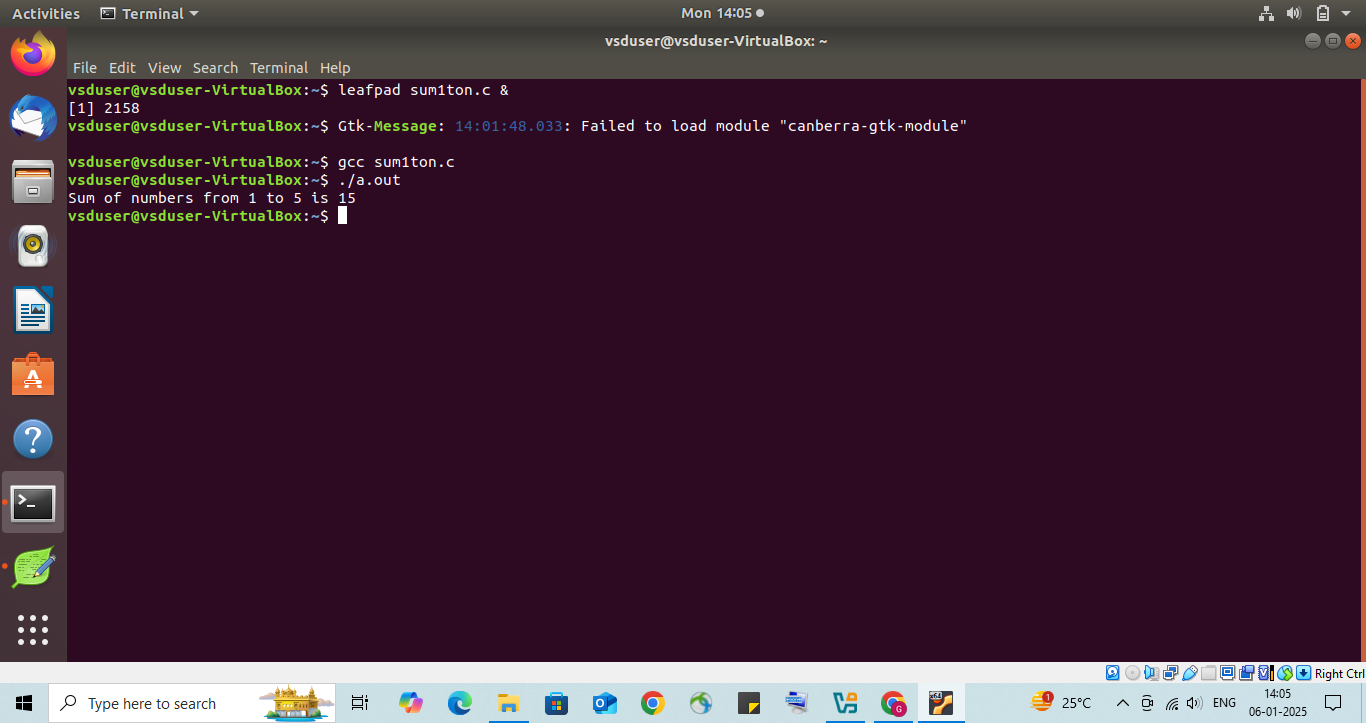 Activities Terminal Mon 14:05
vsduser@vsduser-VirtualBox: ~
File Edit View Search Terminal Help
vsduser@vsduser-VirtualBox:~$ leafpad sum1ton.c &
[1] 2158
vsduser@vsduser-VirtualBox:~$ Gtk-Message: 14:01:48.033: Failed to load module "canberra-gtk-module"
vsduser@vsduser-VirtualBox:~$ gcc sum1ton.c
vsduser@vsduser-VirtualBox:~$ ./a.out
Sum of numbers from 1 to 5 is 15
vsduser@vsduser-VirtualBox:~$
Right Ctrl
Type here to search
1
25°C
ENG
14:05
06-01-2025